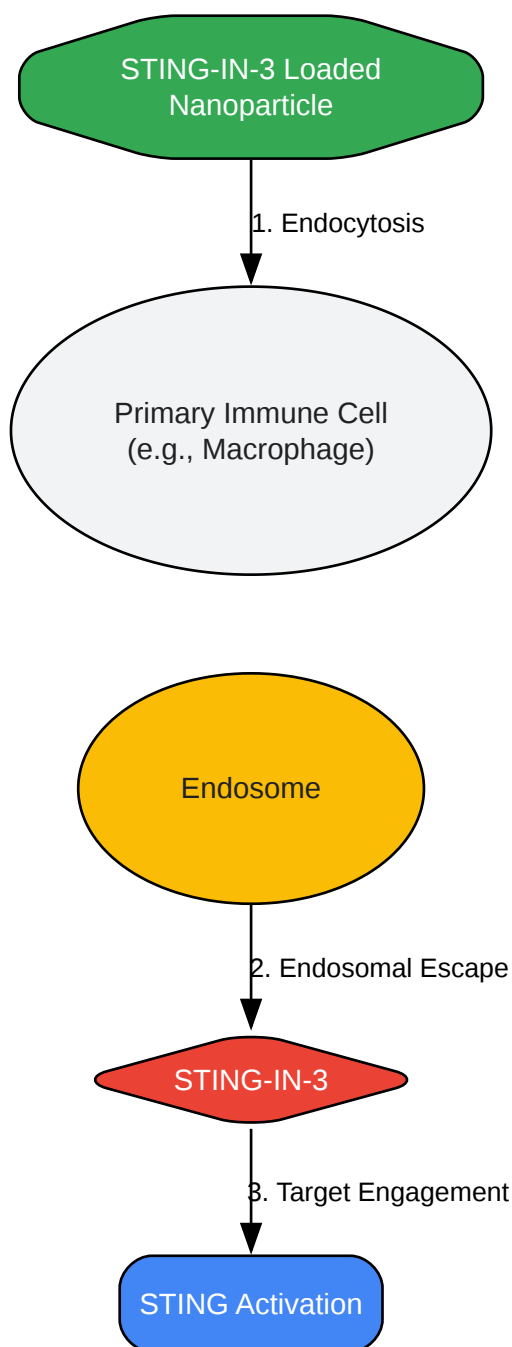 STING-IN-3 Loaded
Nanoparticle
1. Endocytosis
Primary Immune Cell
(e.g., Macrophage)
Endosome
2. Endosomal Escape
STING-IN-3
3. Target Engagement
STING Activation